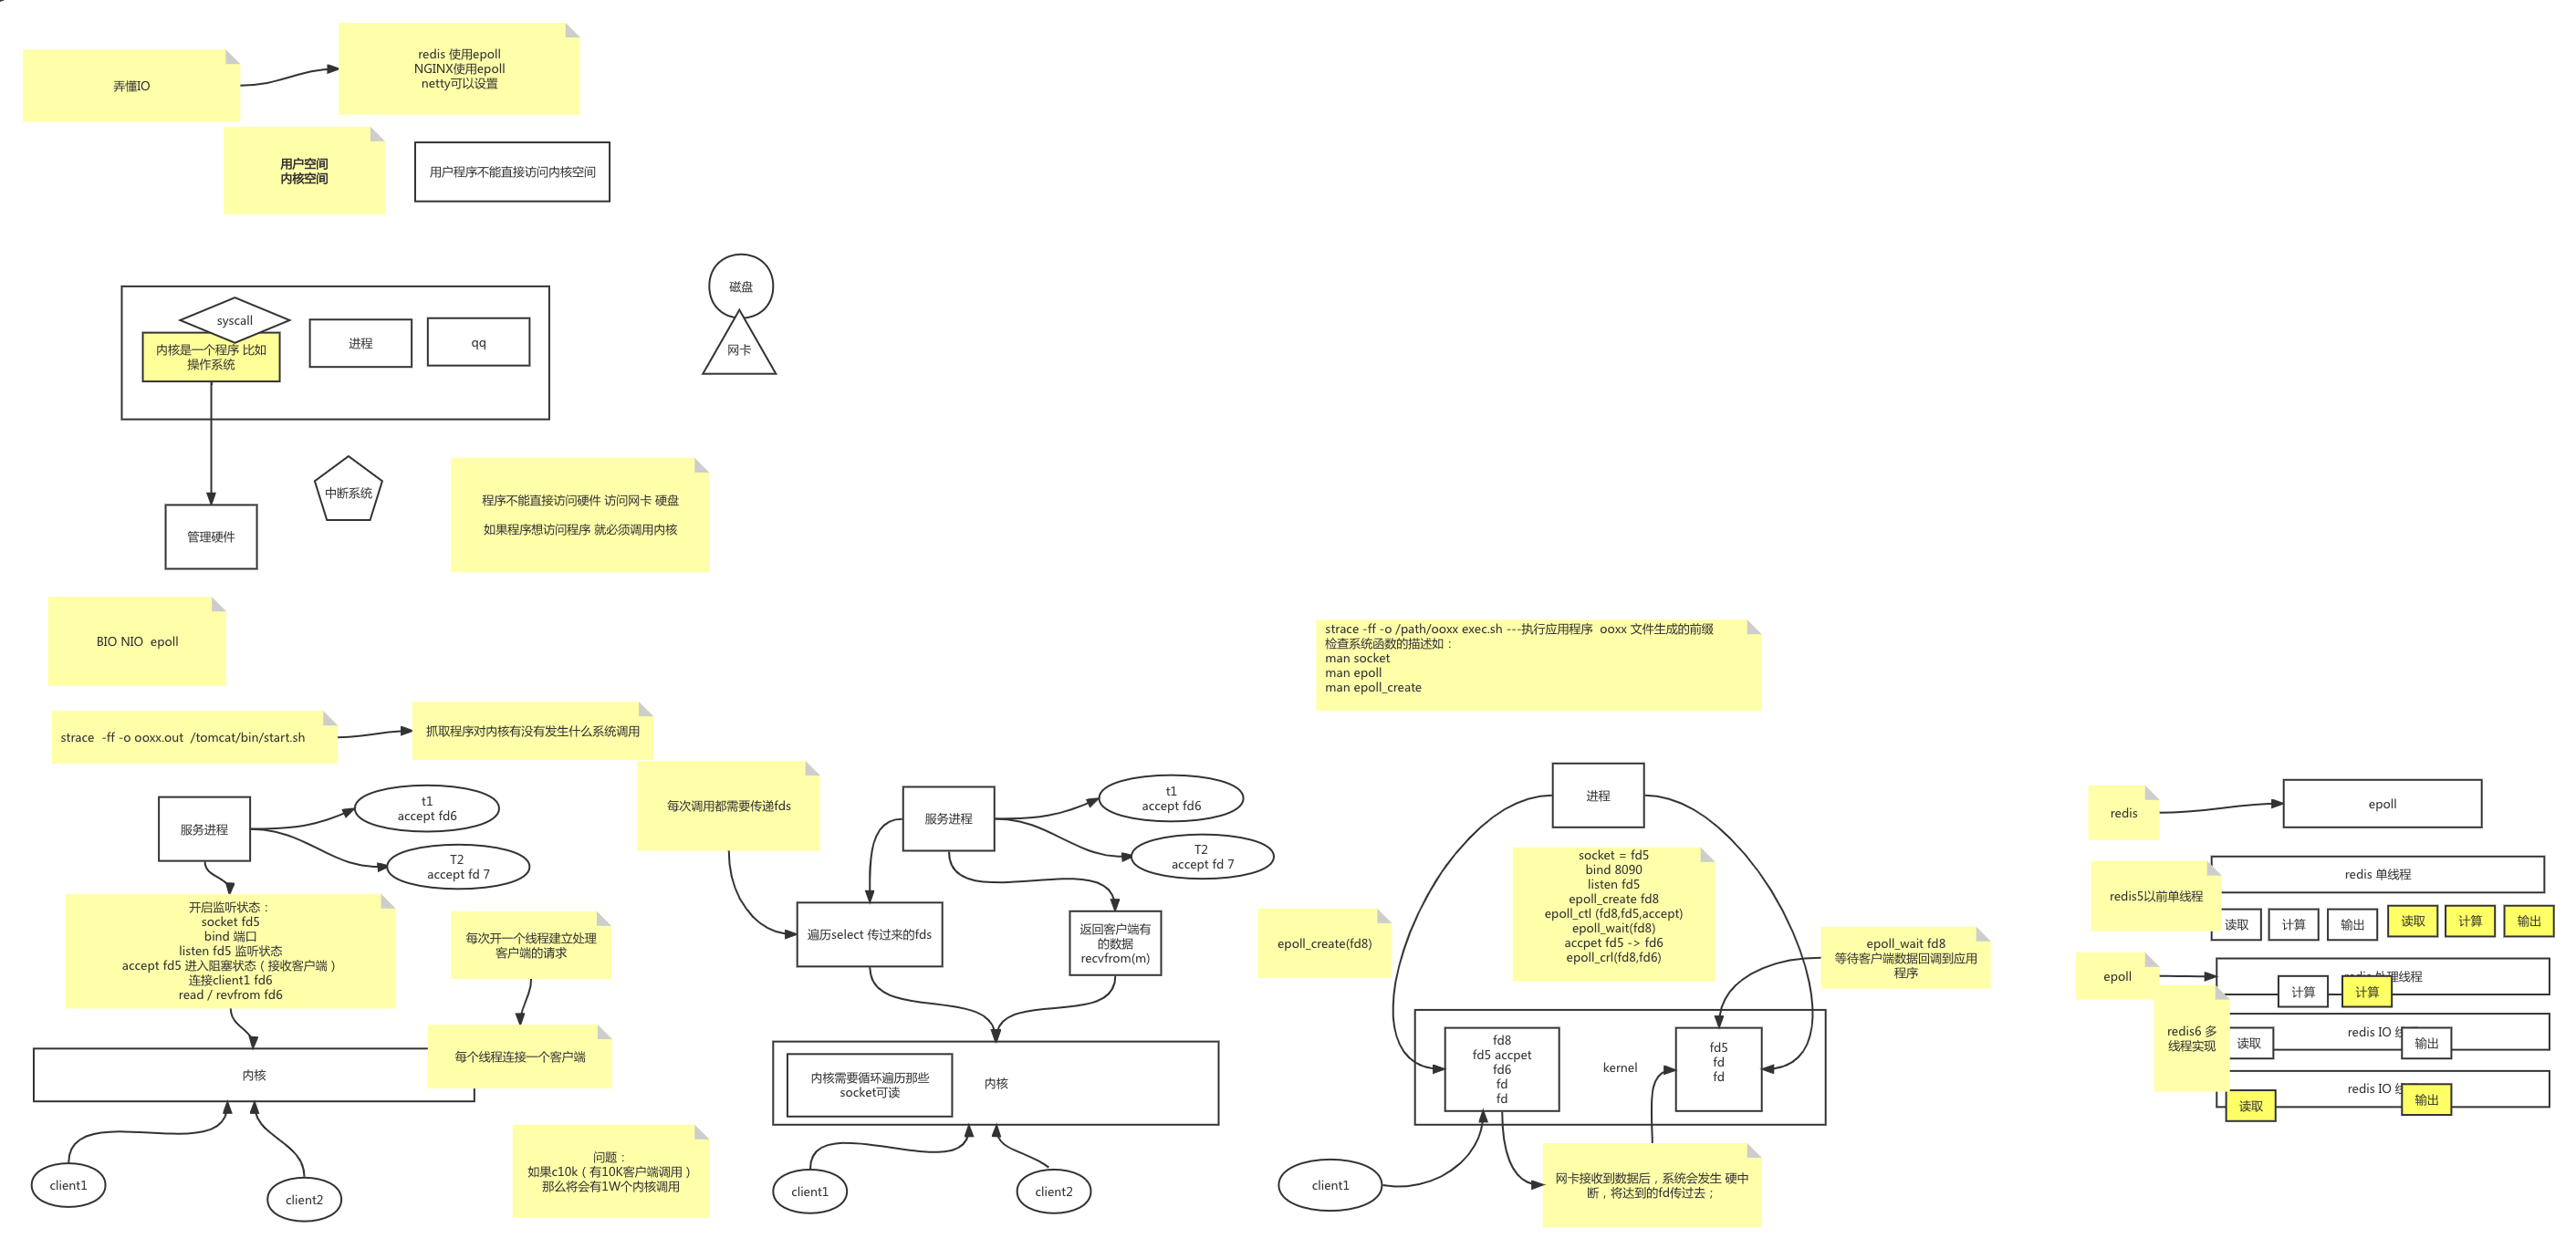 弄懂IO
redis 使用epoll
NGINX使用epoll
netty可以设置
用户空间
内核空间
用户程序不能直接访问内核空间
磁盘
网卡
syscall
内核是一个程序 比如
操作系统
进程
qq
管理硬件
中断系统
程序不能直接访问硬件 访问网卡 硬盘
如果程序想访问程序 就必须调用内核
BIO NIO  epoll
strace  -ff -o ooxx.out  /tomcat/bin/start.sh
抓取程序对内核有没有发生什么系统调用
服务进程
t1
accept fd6
T2
accept fd 7
开启监听状态：
socket fd5
bind 端口
listen fd5 监听状态
accept fd5 进入阻塞状态（接收客户端）
连接client1 fd6
read / revfrom fd6
每次开一个线程建立处理
客户端的请求
每个线程连接一个客户端
内核
client1
client2
问题：
如果c10k（有10K客户端调用）
那么将会有1W个内核调用
每次调用都需要传递fds
服务进程
t1
accept fd6
T2
accept fd 7
遍历select 传过来的fds
返回客户端有
的数据
recvfrom(m)
内核需要循环遍历那些
socket可读
内核
client1
client2
strace -ff -o /path/ooxx exec.sh ---执行应用程序  ooxx 文件生成的前缀
检查系统函数的描述如：
man socket
man epoll
man epoll_create
进程
socket = fd5
bind 8090
listen fd5
epoll_create fd8
epoll_ctl (fd8,fd5,accept)
epoll_wait(fd8)
accpet fd5 -> fd6
epoll_crl(fd8,fd6)
epoll_create(fd8)
epoll_wait fd8
等待客户端数据回调到应用
程序
fd8
fd5 accpet
fd6
fd
fd
kernel
fd5
fd
fd
client1
网卡接收到数据后，系统会发生 硬中
断，将达到的fd传过去；
redis
epoll
redis5以前单线程
redis 单线程
读取
计算
输出
读取
计算
输出
epoll
处理线程
计算
计算
redis6 多
线程实现
redis IO
读取
输出
redis IO
读取
输出